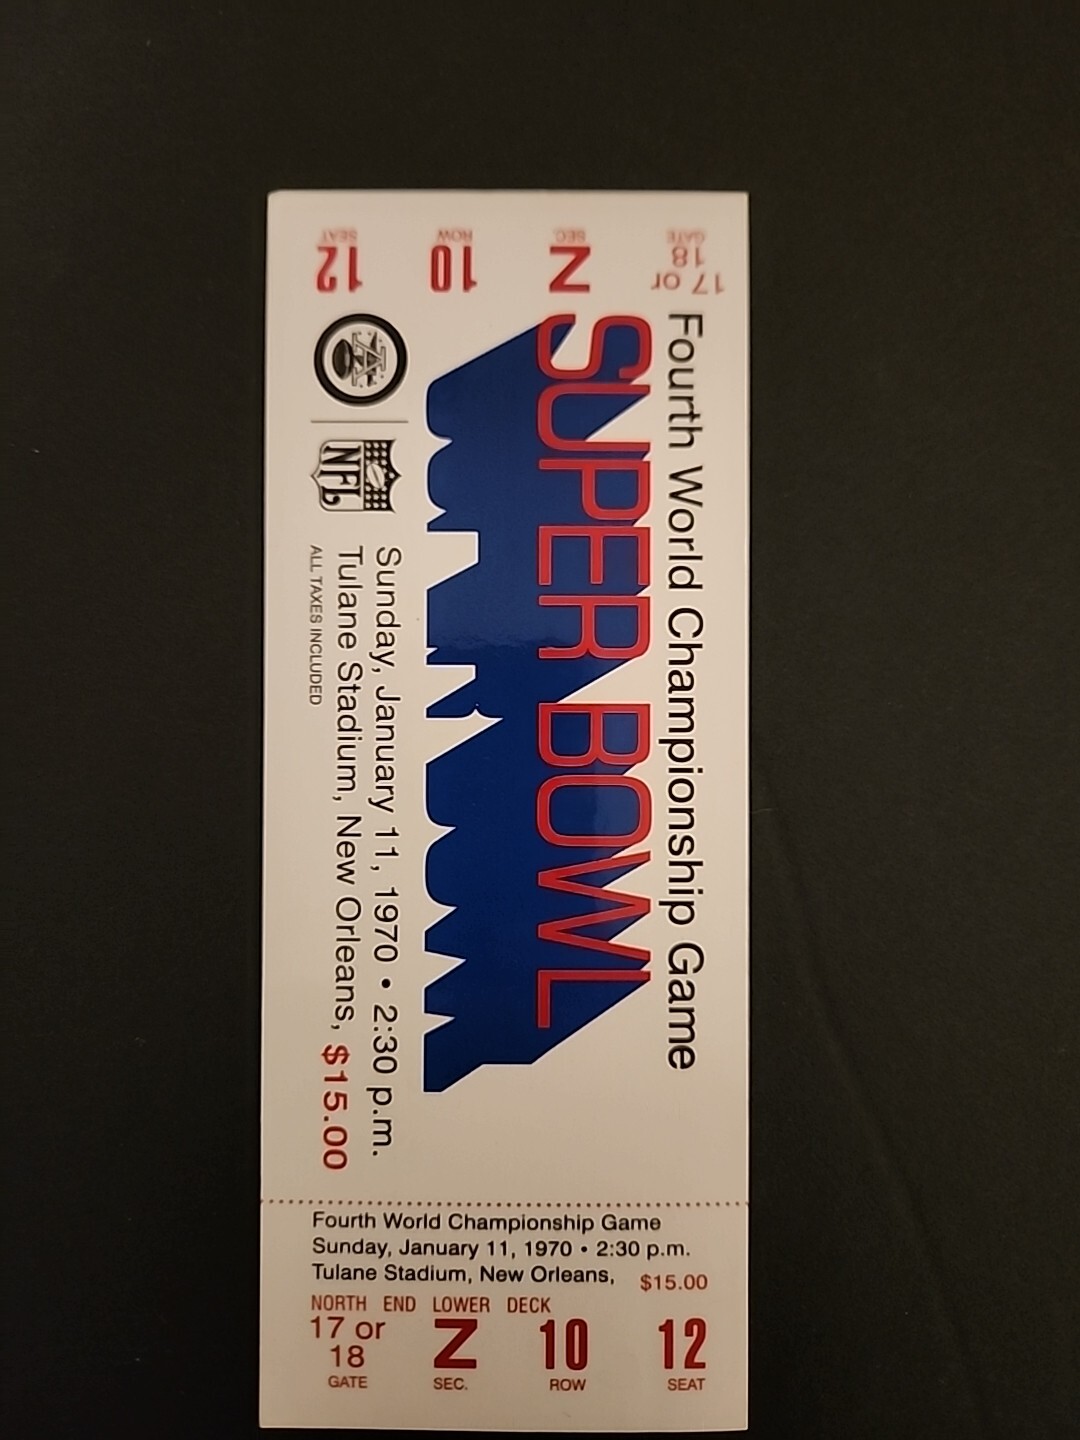 17 or
18
GATE
Z
SEC.
10
ROW
12
SEAT
Fourth World Championship Game
SUPER BOWL
A
NFL
Sunday, January 11, 1970 • 2:30 p.m.
Tulane Stadium, New Orleans, $15.00
ALL TAXES INCLUDED
Fourth World Championship Game
Sunday, January 11, 1970 • 2:30 p.m.
Tulane Stadium, New Orleans, $15.00
NORTH END LOWER DECK
17 or
18
GATE
Z
SEC.
10
ROW
12
SEAT